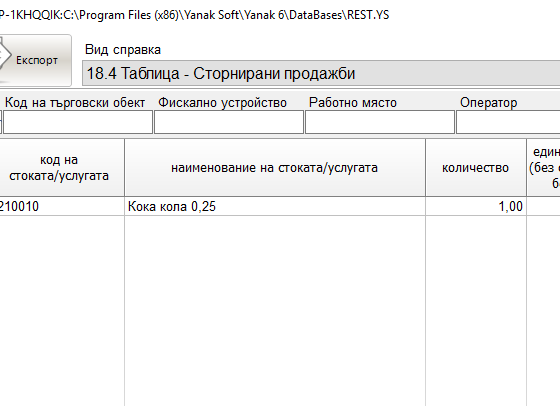 P-1KHQQIK:C:\Program Files (x86)\Yanak Soft\Yanak 6\DataBases\REST.YS
Експорт
Вид справка
18.4 Таблица - Сторнирани продажби
Код на търговски обект Фискално устройство Работно място Оператор
код на
стоката/услугата
наименование на стоката/услугата
количество
един
(без
210010 Кока кола 0,25 1,00